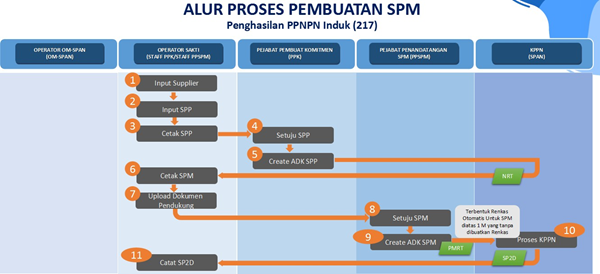 ALUR PROSES PEMBUATAN SPM
Penghasilan PPNPN Induk (217)
OPERATOR OM-SPAN
(OM-SPAN)
OPERATOR SAKTI
(STAFF PPK/STAFF PPSPM)
PEJABAT PEMBUAT KOMITMEN
(PPK)
PEJABAT PENANDATANGAN
SPM (PPSPM)
KPPN
(SPAN)
1
Input Supplier
2
Input SPP
3
Cetak SPP
4
Setuju SPP
5
Create ADK SPP
6
Cetak SPM
NRT
7
Upload Dokumen
Pendukung
8
Setuju SPM
Terbentuk Renkas
Otomatis Untuk SPM
diatas 1 M yang tanpa
dibuatkan Renkas
9
Create ADK SPM
PMRT
10
Proses KPPN
11
Catat SP2D
SP2D